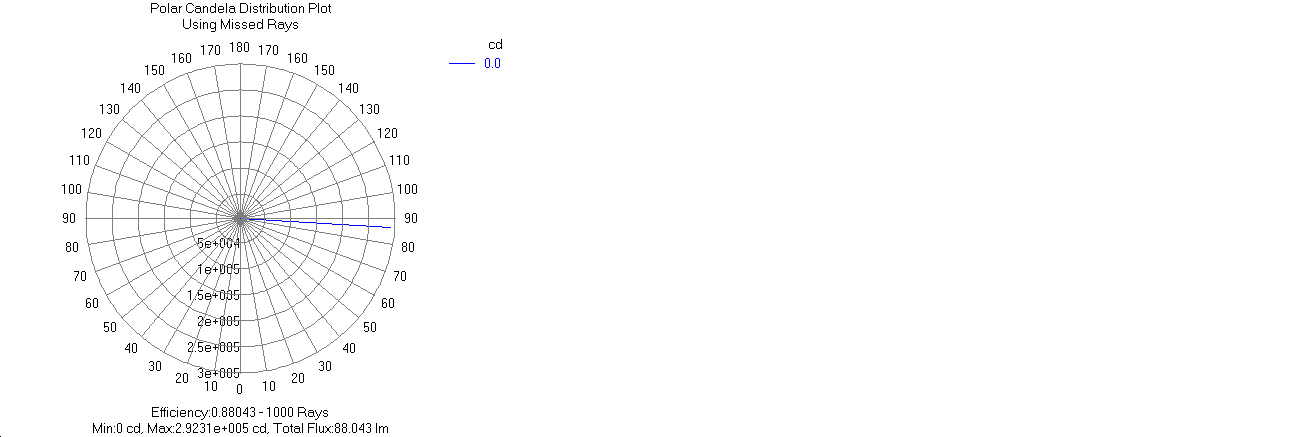 Polar Candela Distribution Plot
Using Missed Rays
cd
0.0
180
170 170
160 160
150 150
140 140
130 130
120 120
110 110
100 100
90 90
80 80
70 70
60 60
50 50
40 40
30 30
20 20
10 10
0
5e+004
1e+005
1.5e+005
2e+005
2.5e+005
3e+005
Efficiency:0.88043 - 1000 Rays
Min:0 cd, Max:2.9231e+005 cd, Total Flux:88.043 lm